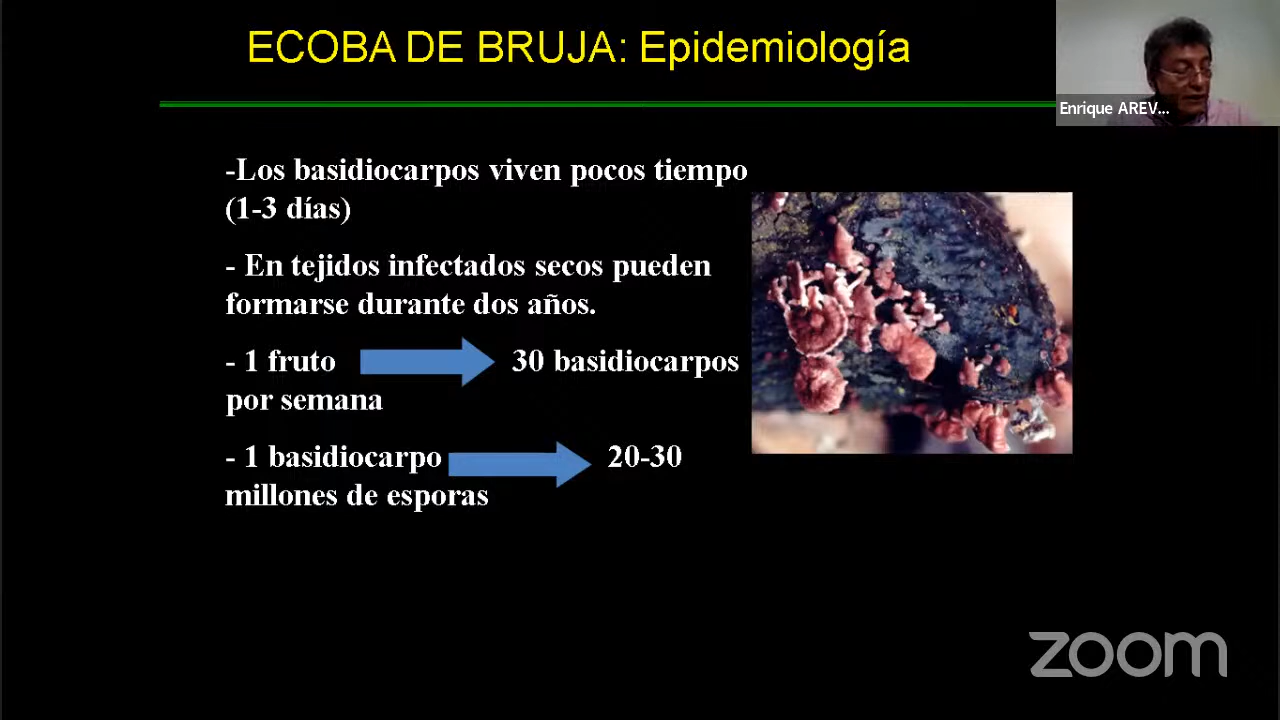 ECOBA DE BRUJA: Epidemiología
Enrique AREV...
-Los basidiocarpos viven pocos tiempo
(1-3 días)
- En tejidos infectados secos pueden
formarse durante dos años.
- 1 fruto 30 basidiocarpos
por semana
- 1 basidiocarpo 20-30
millones de esporas
zoom